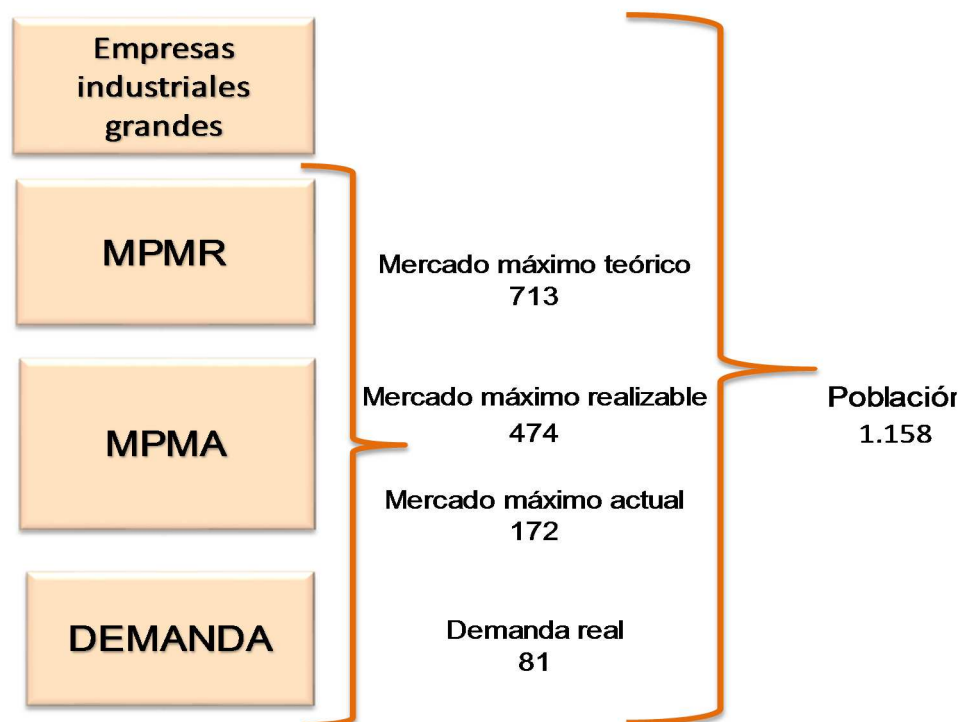 Empresas
industriales
grandes
MPMR
MPMA
DEMANDA
Mercado máximo teórico
713
Mercado máximo realizable
474
Mercado máximo actual
172
Demanda real
81
Pobláción
1.158